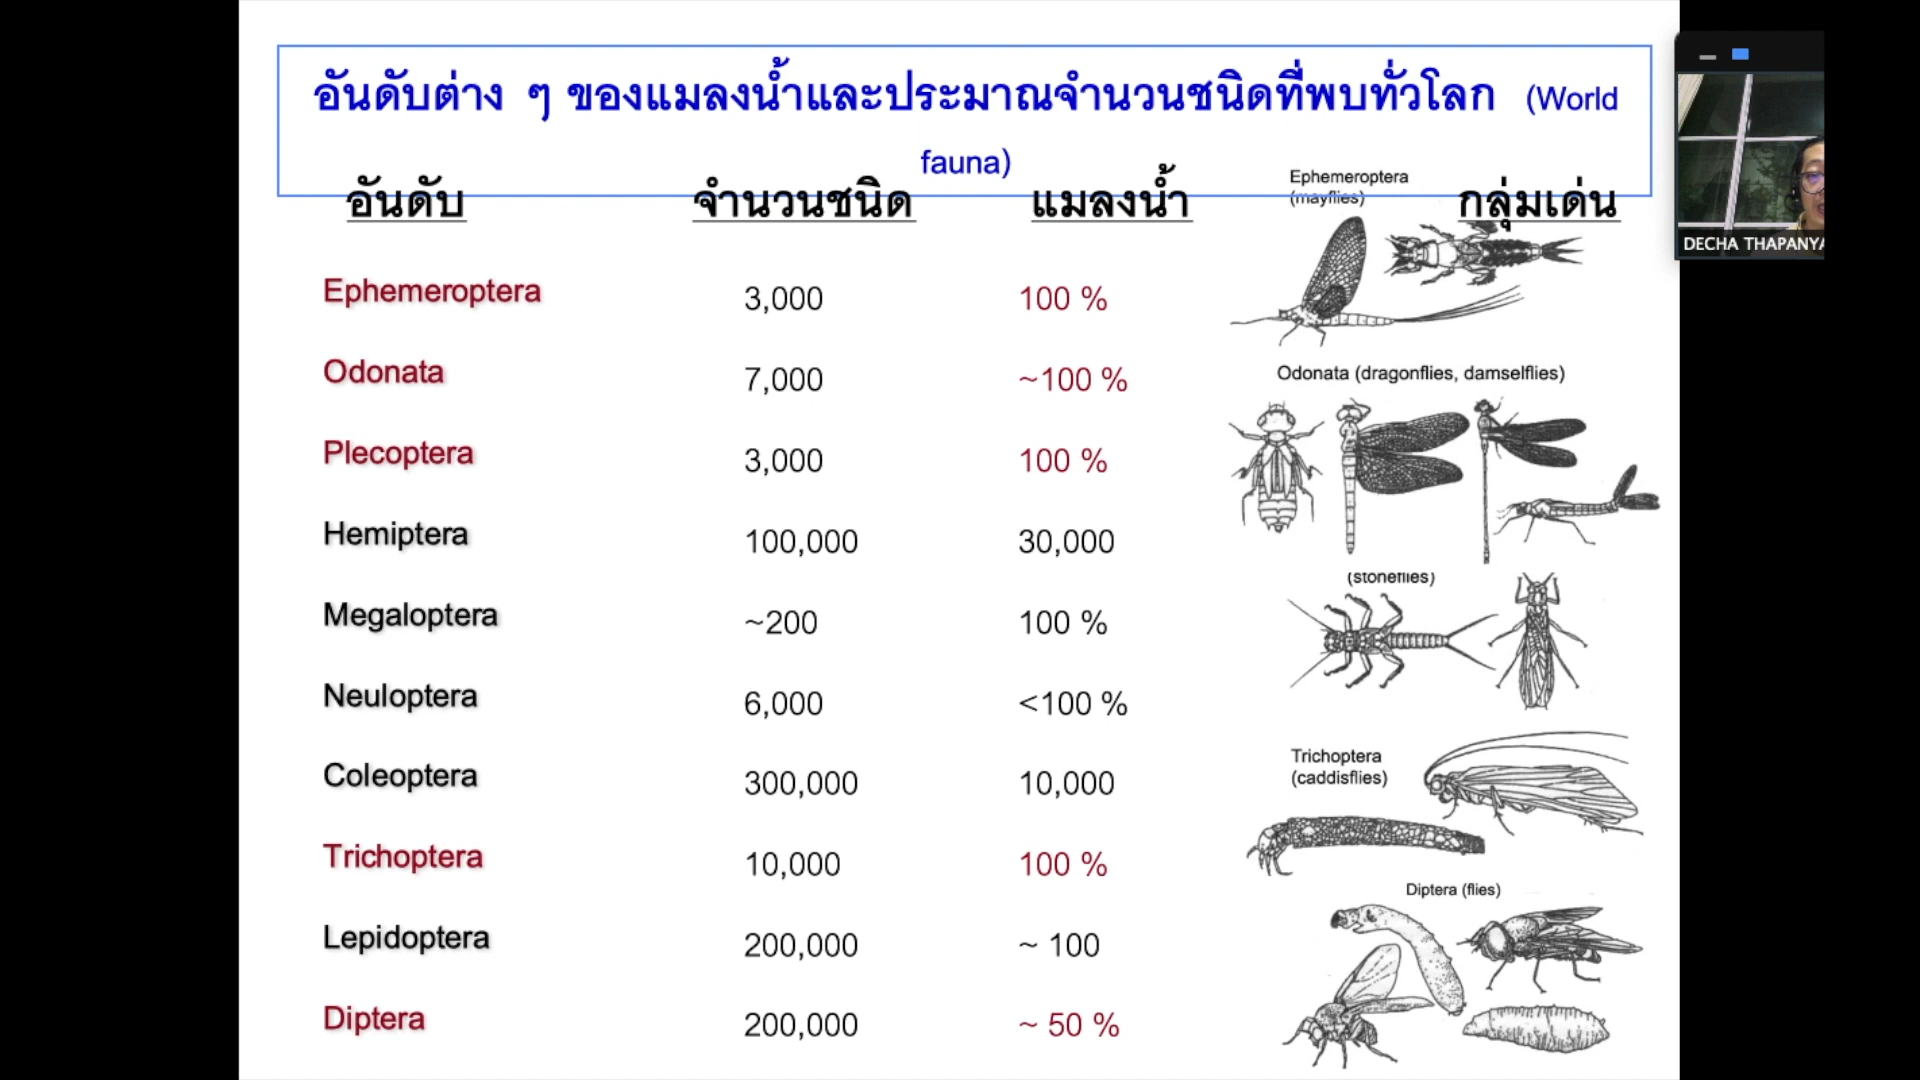 อันดับต่าง ๆ ของแมลงน้ำและประมาณจำนวนชนิดที่พบทั่วโลก (World
fauna)
อันดับ จำนวนชนิด แมลงน้ำ กลุ่มเด่น
Ephemeroptera 3,000 100 %
Odonata 7,000 ~100 %
Plecoptera 3,000 100 %
Hemiptera 100,000 30,000
Megaloptera ~200 100 %
Neuloptera 6,000 <100 %
Coleoptera 300,000 10,000
Trichoptera 10,000 100 %
Lepidoptera 200,000 ~ 100
Diptera 200,000 ~ 50 %
Ephemeroptera
(mayflies)
Odonata (dragonflies, damselflies)
(stoneflies)
Trichoptera
(caddisflies)
Diptera (flies)
DECHA THAPANYA